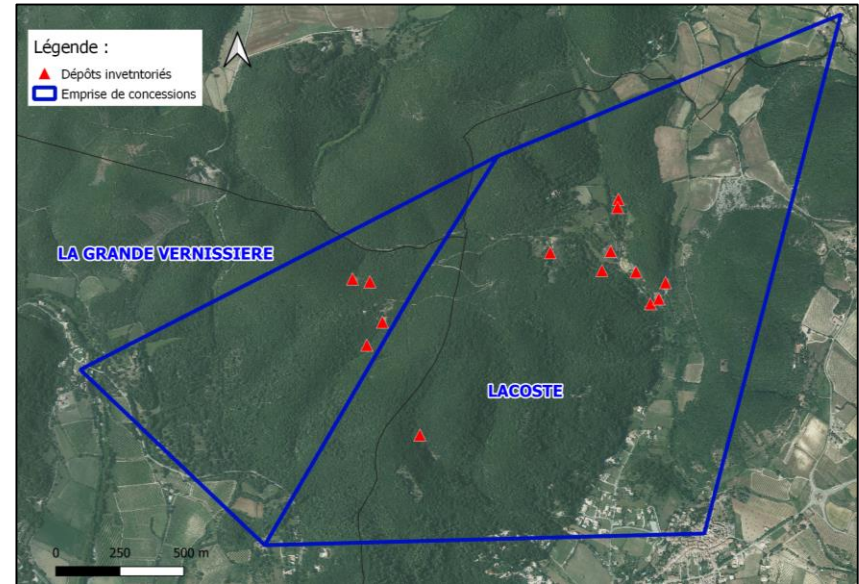 Légende :
Dépôts invetntoriés
Emprise de concessions
LA GRANDE VERNISSIERE
LACOSTE
0 250 500 m